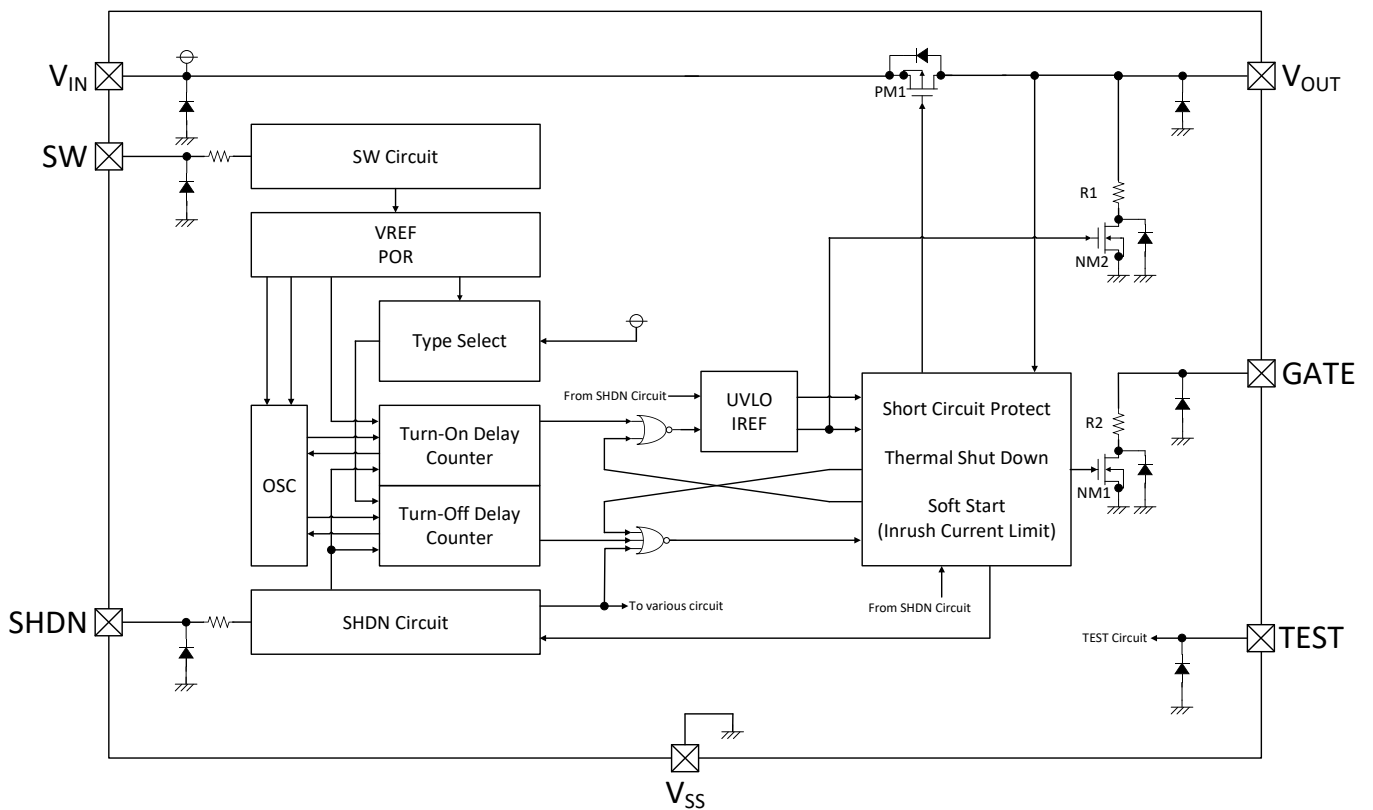 VIN
PM1
VOUT
SW
SW Circuit
R1
VREF
POR
NM2
Type Select
GATE
From SHDN Circuit
UVLO
IREF
Short Circuit Protect
Turn-On Delay
Counter
R2
Thermal Shut Down
OSC
NM1
Turn-Off Delay
Counter
Soft Start
(Inrush Current Limit)
SHDN
SHDN Circuit
To various circuit
From SHDN Circuit
TEST Circuit
TEST
VSS